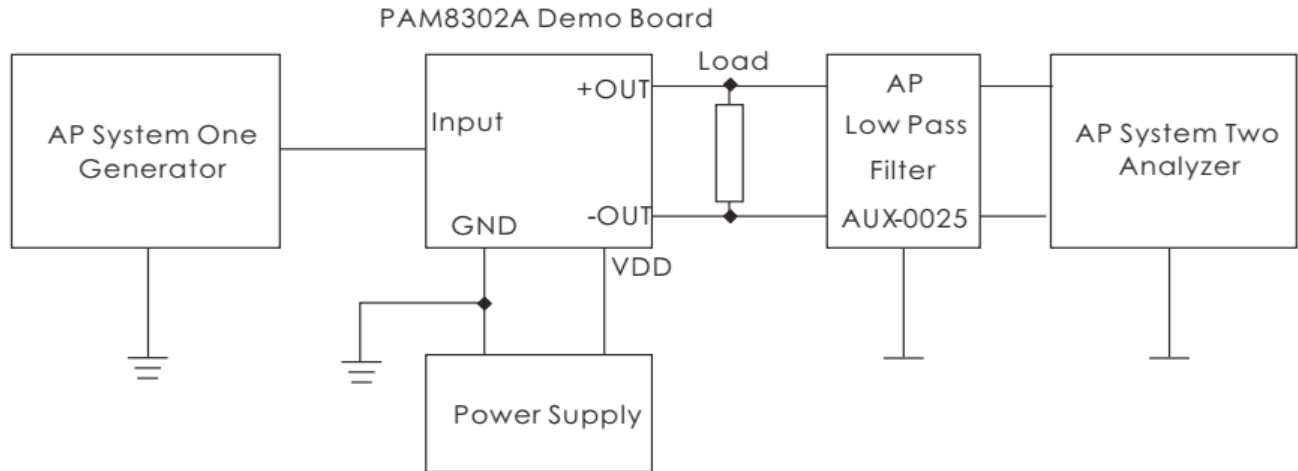 PAM8302A Demo Board
AP System One
Generator
Input
+OUT
-OUT
GND
VDD
Load
AP
Low Pass
Filter
AUX-0025
AP System Two
Analyzer
Power Supply